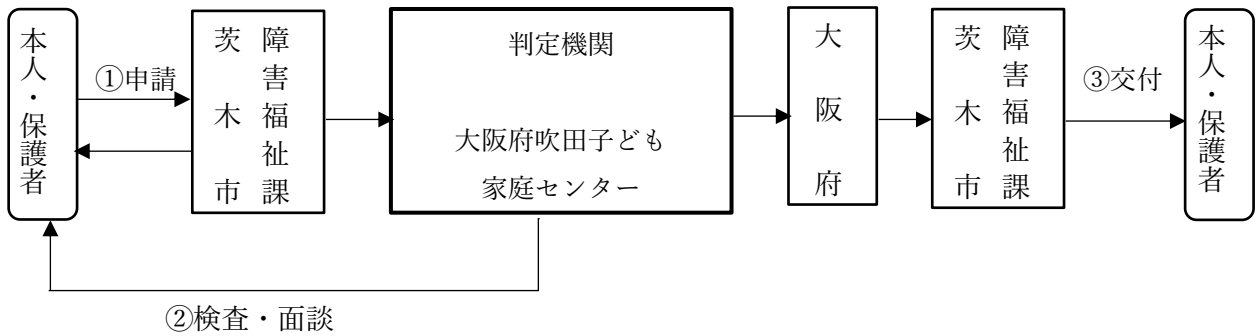 本人・保護者
①申請
茨木市
障害福祉課
判定機関
大阪府吹田子ども
家庭センター
大阪府
茨木市
障害福祉課
③交付
本人・保護者
②検査・面談